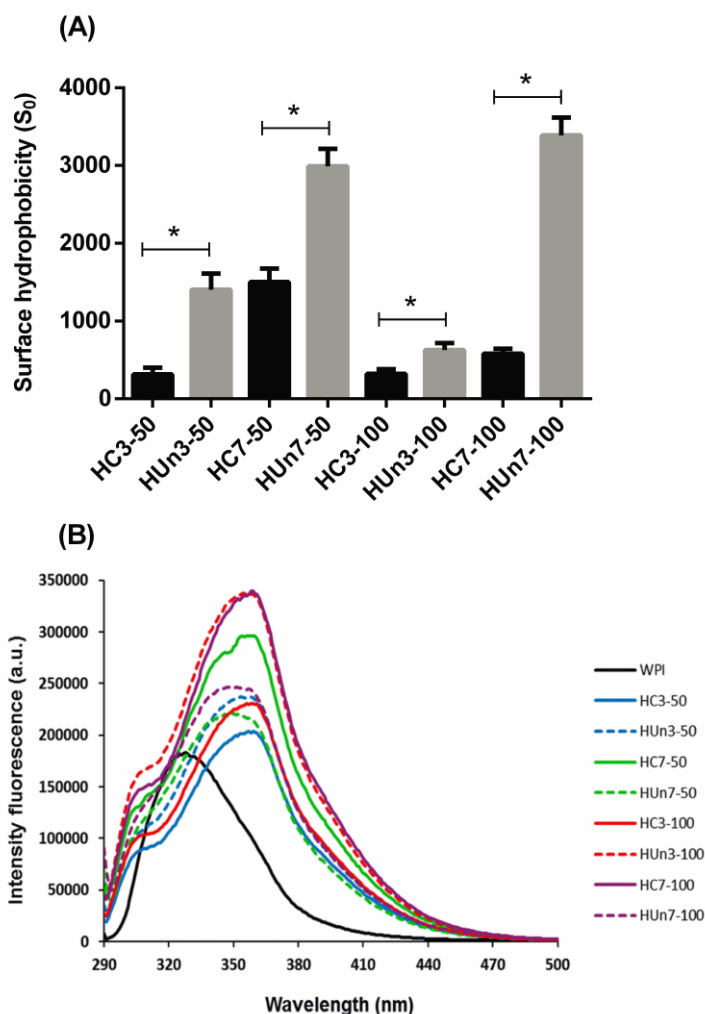 (A)
Surface hydrophobicity (S0)
4000
3000
2000
1000
0
*
*
*
*
HC3-50
HUn3-50
HC7-50
HUn7-50
HC3-100
HUn3-100
HC7-100
HUn7-100
(B)
Intensity fluorescence (a.u.)
350000
300000
250000
200000
150000
100000
50000
0
290 320 350 380 410 440 470 500
Wavelength (nm)
WPI
HC3-50
HUn3-50
HC7-50
HUn7-50
HC3-100
HUn3-100
HC7-100
HUn7-100